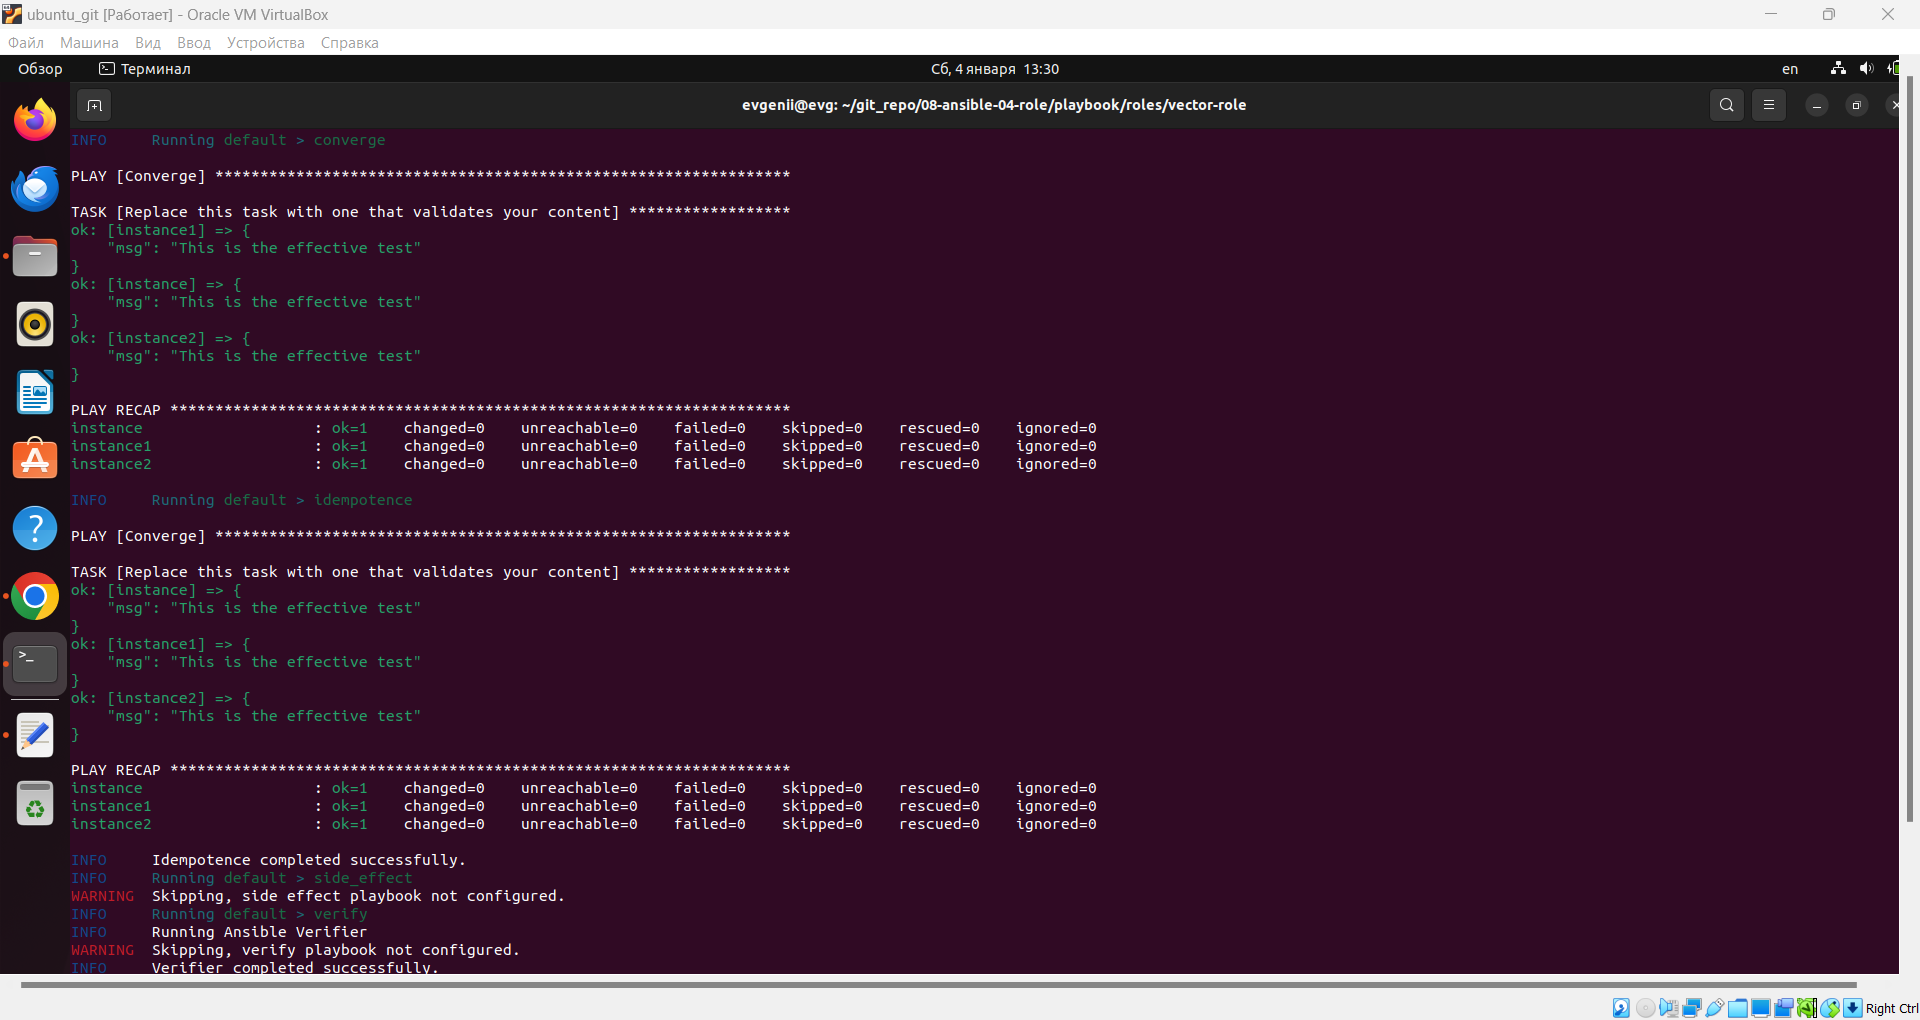 ubuntu_git [Работает] - Oracle VM VirtualBox
Файл Машина Вид Ввод Устройства Справка
Обзор Терминал Сб, 4 января 13:30 en
evgenii@evg: ~/git_repo/08-ansible-04-role/playbook/roles/vector-role
INFO     Running default > converge
PLAY [Converge] ****************************************************************
TASK [Replace this task with one that validates your content] ******************
ok: [instance1] => {
    "msg": "This is the effective test"
}
ok: [instance] => {
    "msg": "This is the effective test"
}
ok: [instance2] => {
    "msg": "This is the effective test"
}
PLAY RECAP *********************************************************************
instance                   : ok=1    changed=0    unreachable=0    failed=0    skipped=0    rescued=0    ignored=0
instance1                  : ok=1    changed=0    unreachable=0    failed=0    skipped=0    rescued=0    ignored=0
instance2                  : ok=1    changed=0    unreachable=0    failed=0    skipped=0    rescued=0    ignored=0
INFO     Running default > idempotence
PLAY [Converge] ****************************************************************
TASK [Replace this task with one that validates your content] ******************
ok: [instance] => {
    "msg": "This is the effective test"
}
ok: [instance1] => {
    "msg": "This is the effective test"
}
ok: [instance2] => {
    "msg": "This is the effective test"
}
PLAY RECAP *********************************************************************
instance                   : ok=1    changed=0    unreachable=0    failed=0    skipped=0    rescued=0    ignored=0
instance1                  : ok=1    changed=0    unreachable=0    failed=0    skipped=0    rescued=0    ignored=0
instance2                  : ok=1    changed=0    unreachable=0    failed=0    skipped=0    rescued=0    ignored=0
INFO     Idempotence completed successfully.
INFO     Running default > side_effect
WARNING  Skipping, side effect playbook not configured.
INFO     Running default > verify
INFO     Running Ansible Verifier
WARNING  Skipping, verify playbook not configured.
INFO     Verifier completed successfully.
Right Ctrl